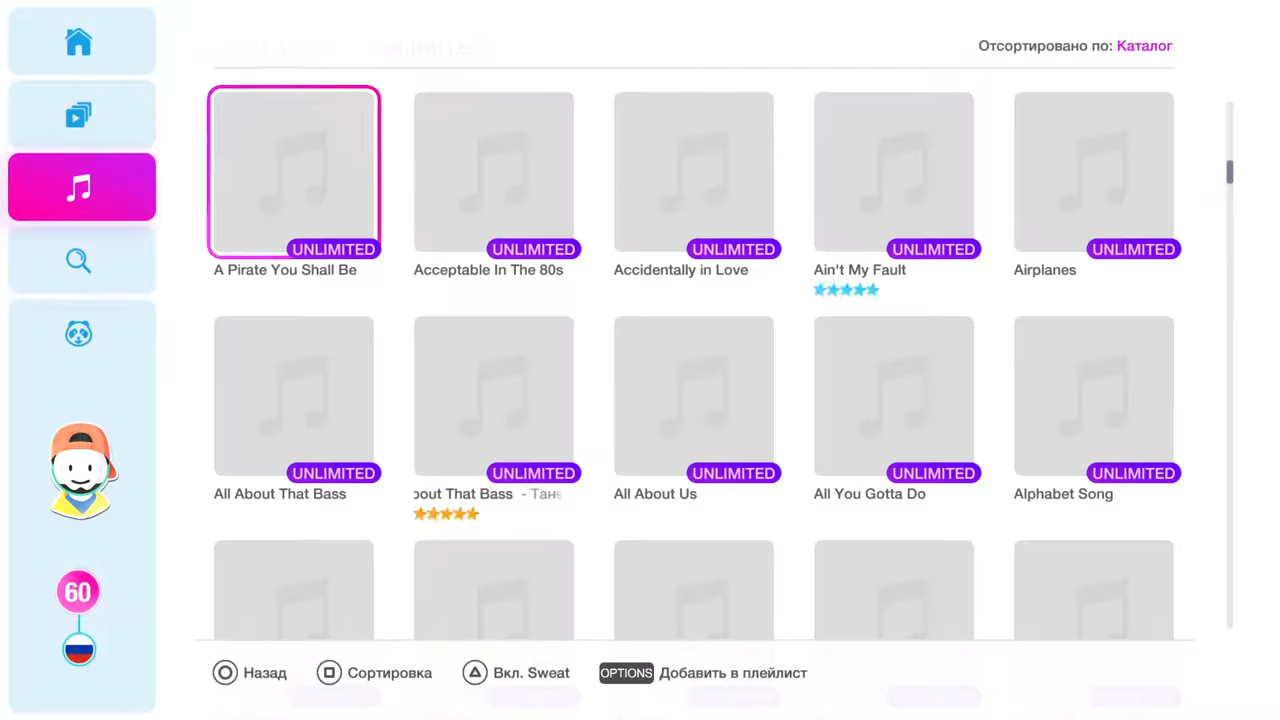 Отсортировано по: Каталог
UNLIMITED UNLIMITED UNLIMITED UNLIMITED UNLIMITED
A Pirate You Shall Be Acceptable In The 80s Accidentally in Love Ain't My Fault Airplanes
UNLIMITED UNLIMITED UNLIMITED UNLIMITED UNLIMITED
All About That Bass bout That Bass - Тане All About Us All You Gotta Do Alphabet Song
60
Назад Сортировка Вкл. Sweat OPTIONS Добавить в плейлист